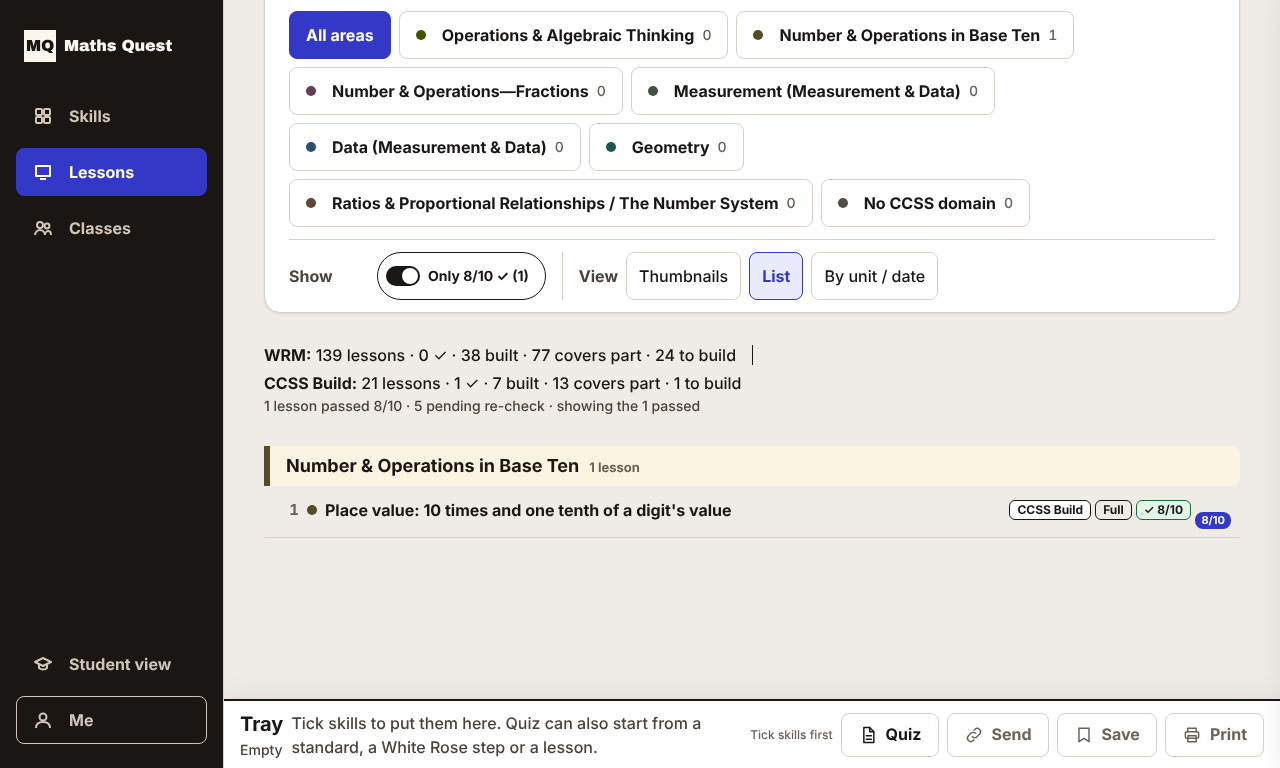 MQ Maths Quest
Skills
Lessons
Classes
Student view
Me
All areas
Operations & Algebraic Thinking 0
Number & Operations in Base Ten 1
Number & Operations—Fractions 0
Measurement (Measurement & Data) 0
Data (Measurement & Data) 0
Geometry 0
Ratios & Proportional Relationships / The Number System 0
No CCSS domain 0
Show
Only 8/10 ✓ (1)
View
Thumbnails
List
By unit / date
WRM: 139 lessons · 0 ✓ · 38 built · 77 covers part · 24 to build
CCSS Build: 21 lessons · 1 ✓ · 7 built · 13 covers part · 1 to build
1 lesson passed 8/10 · 5 pending re-check · showing the 1 passed
Number & Operations in Base Ten 1 lesson
1 Place value: 10 times and one tenth of a digit's value
CCSS Build
Full
✓ 8/10
8/10
Tray
Empty
Tick skills to put them here. Quiz can also start from a
standard, a White Rose step or a lesson.
Tick skills first
Quiz
Send
Save
Print